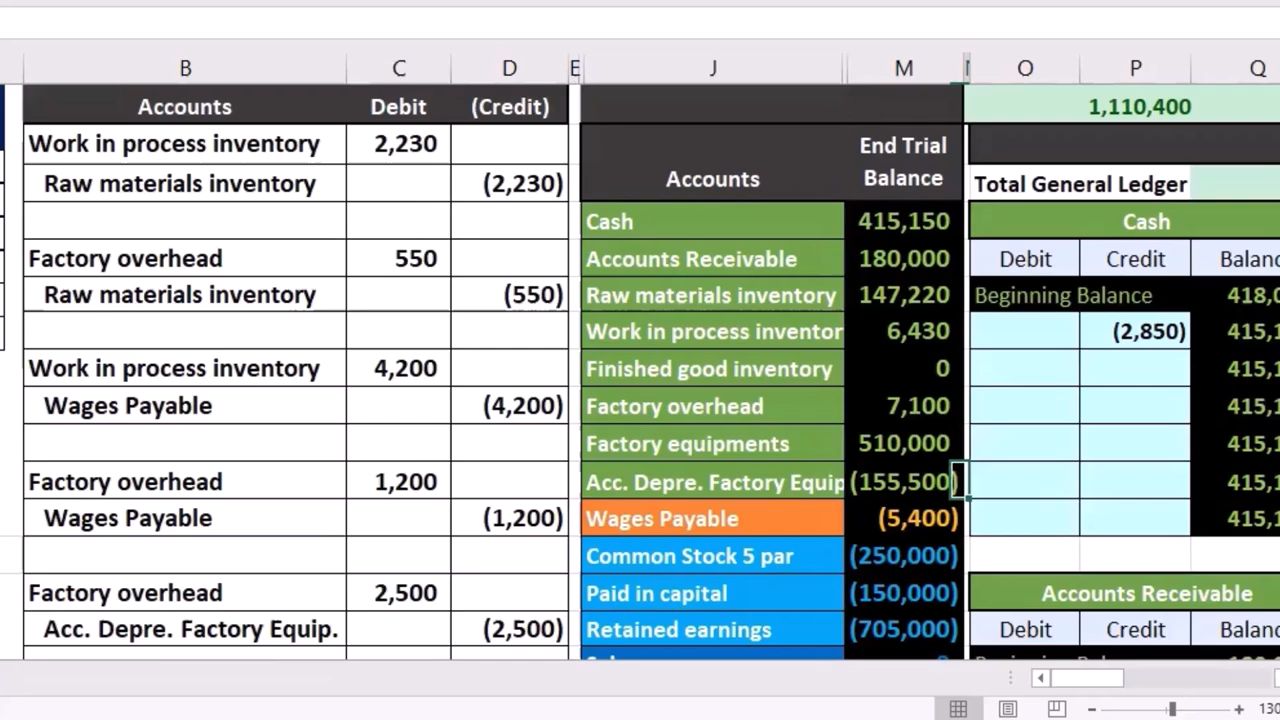 B C D E J M O P Q
Accounts Debit (Credit) 1,110,400
Work in process inventory 2,230
Raw materials inventory (2,230)
Factory overhead 550
Raw materials inventory (550)
Work in process inventory 4,200
Wages Payable (4,200)
Factory overhead 1,200
Wages Payable (1,200)
Factory overhead 2,500
Acc. Depre. Factory Equip. (2,500)
Accounts End Trial
Balance
Cash 415,150
Accounts Receivable 180,000
Raw materials inventory 147,220
Work in process inventor 6,430
Finished good inventory 0
Factory overhead 7,100
Factory equipments 510,000
Acc. Depre. Factory Equip (155,500)
Wages Payable (5,400)
Common Stock 5 par (250,000)
Paid in capital (150,000)
Retained earnings (705,000)
Total General Ledger
Cash
Debit Credit Balanc
Beginning Balance 418,0
(2,850) 415,1
415,1
415,1
415,1
415,1
415,1
Accounts Receivable
Debit Credit Balanc
130